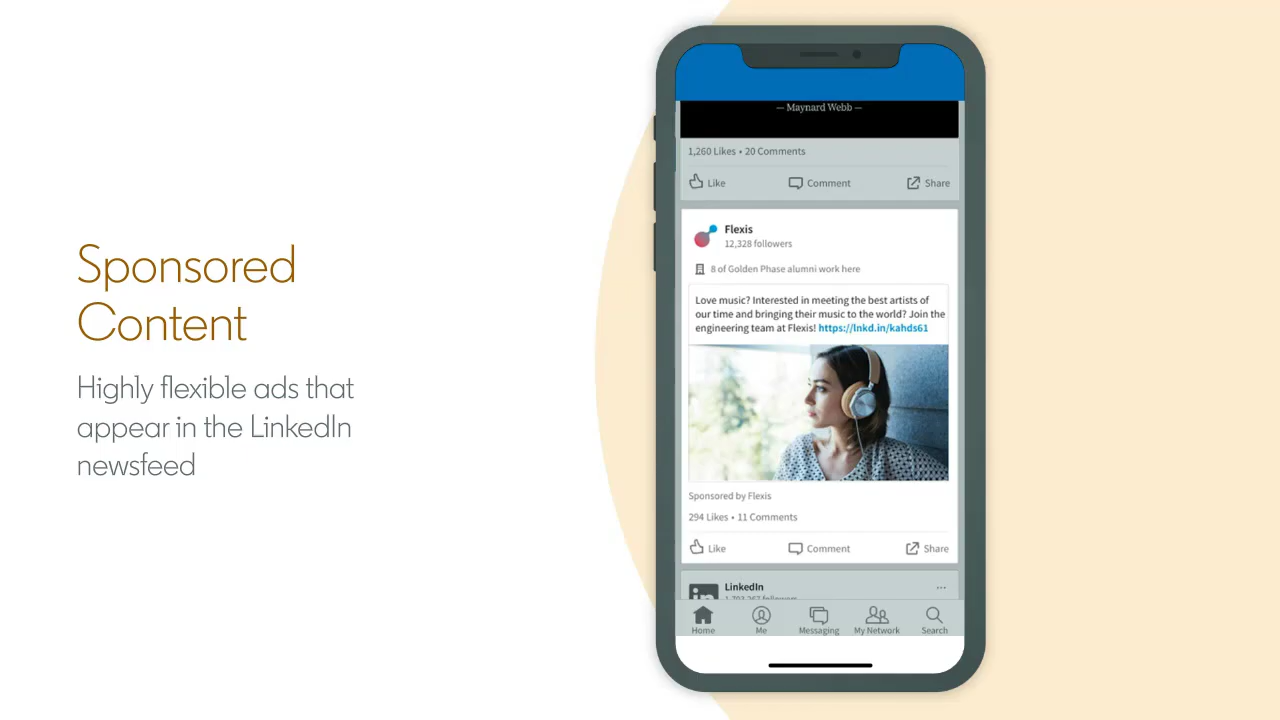 Sponsored
Content
Highly flexible ads that
appear in the LinkedIn
newsfeed
— Maynard Webb —
1,260 Likes • 20 Comments
Like Comment Share
Flexis
12,328 followers
8 of Golden Phase alumni work here
Love music? Interested in meeting the best artists of
our time and bringing their music to the world? Join the
engineering team at Flexis! https://lnkd.in/kahds61
Sponsored by Flexis
294 Likes • 11 Comments
Like Comment Share
in
LinkedIn
Home Me Messaging My Network Search